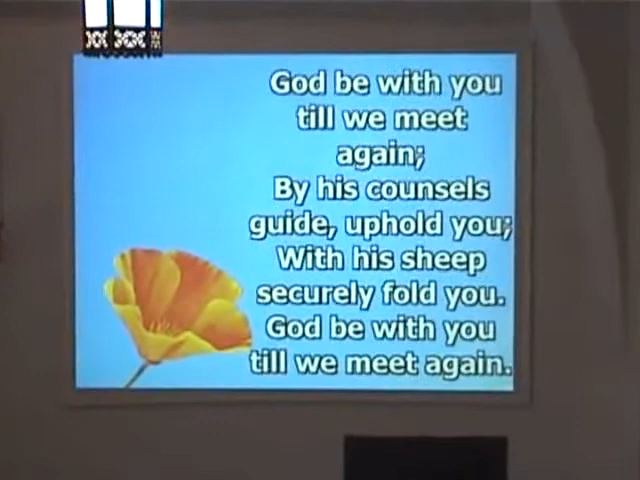 God be with you
till we meet
again;
By his counsels
guide, uphold you;
With his sheep
securely fold you.
God be with you
till we meet again.